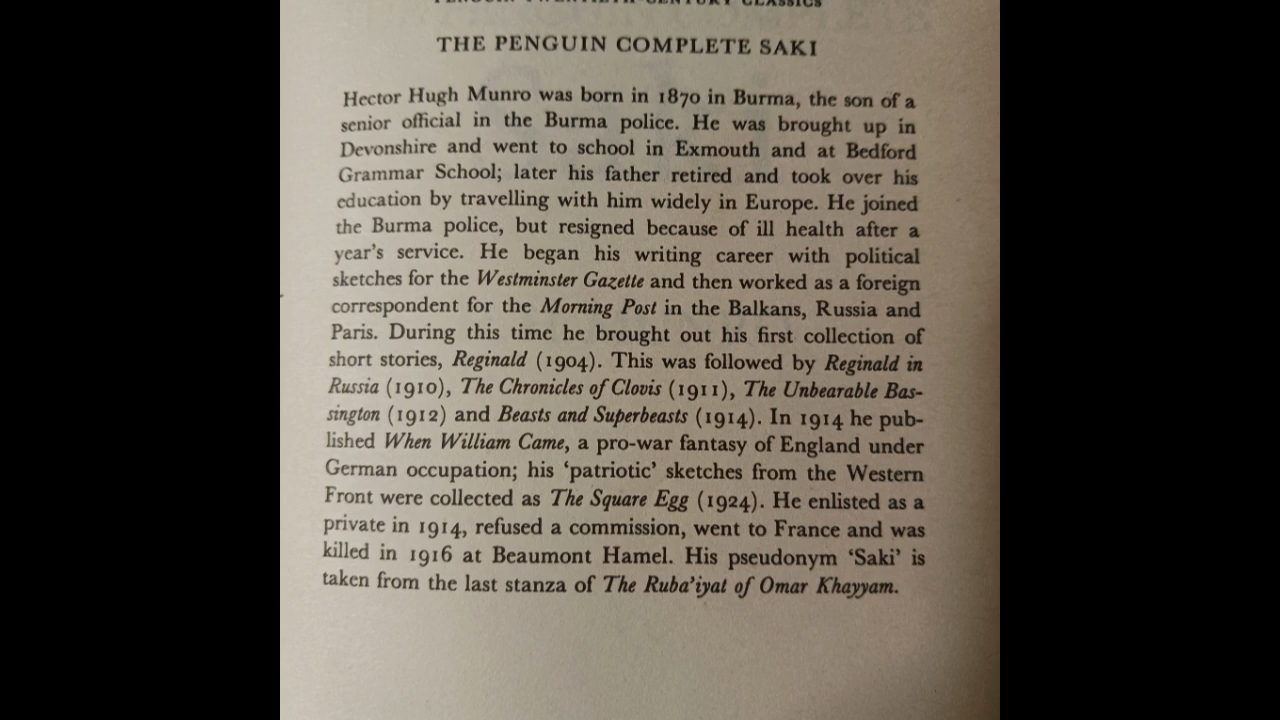 PENGUIN TWENTIETH-CENTURY CLASSICS
THE PENGUIN COMPLETE SAKI
Hector Hugh Munro was born in 1870 in Burma, the son of a
senior official in the Burma police. He was brought up in
Devonshire and went to school in Exmouth and at Bedford
Grammar School; later his father retired and took over his
education by travelling with him widely in Europe. He joined
the Burma police, but resigned because of ill health after a
year's service. He began his writing career with political
sketches for the Westminster Gazette and then worked as a foreign
correspondent for the Morning Post in the Balkans, Russia and
Paris. During this time he brought out his first collection of
short stories, Reginald (1904). This was followed by Reginald in
Russia (1910), The Chronicles of Clovis (1911), The Unbearable Bas-
sington (1912) and Beasts and Superbeasts (1914). In 1914 he pub-
lished When William Came, a pro-war fantasy of England under
German occupation; his ‘patriotic’ sketches from the Western
Front were collected as The Square Egg (1924). He enlisted as a
private in 1914, refused a commission, went to France and was
killed in 1916 at Beaumont Hamel. His pseudonym ‘Saki’ is
taken from the last stanza of The Ruba'iyat of Omar Khayyam.